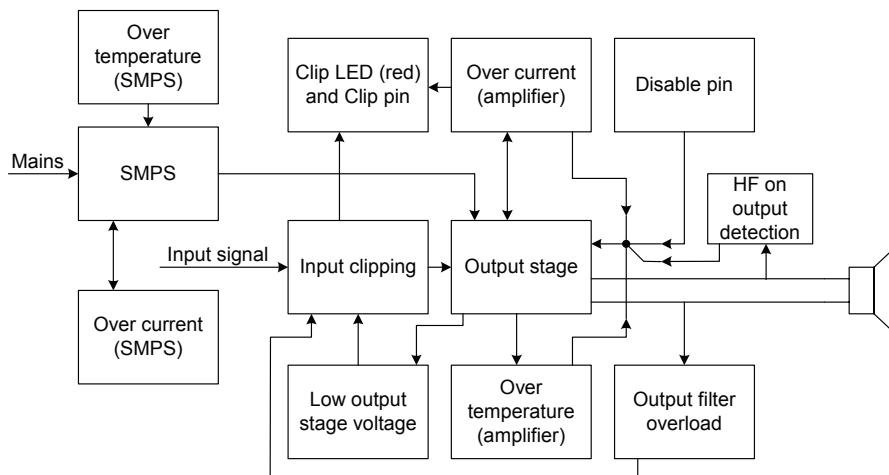 Over
temperature
(SMPS)
Clip LED (red)
and Clip pin
Over current
(amplifier)
Disable pin
Mains
SMPS
HF on
output
detection
Input signal
Input clipping
Output stage
Over current
(SMPS)
Low output
stage voltage
Over
temperature
(amplifier)
Output filter
overload